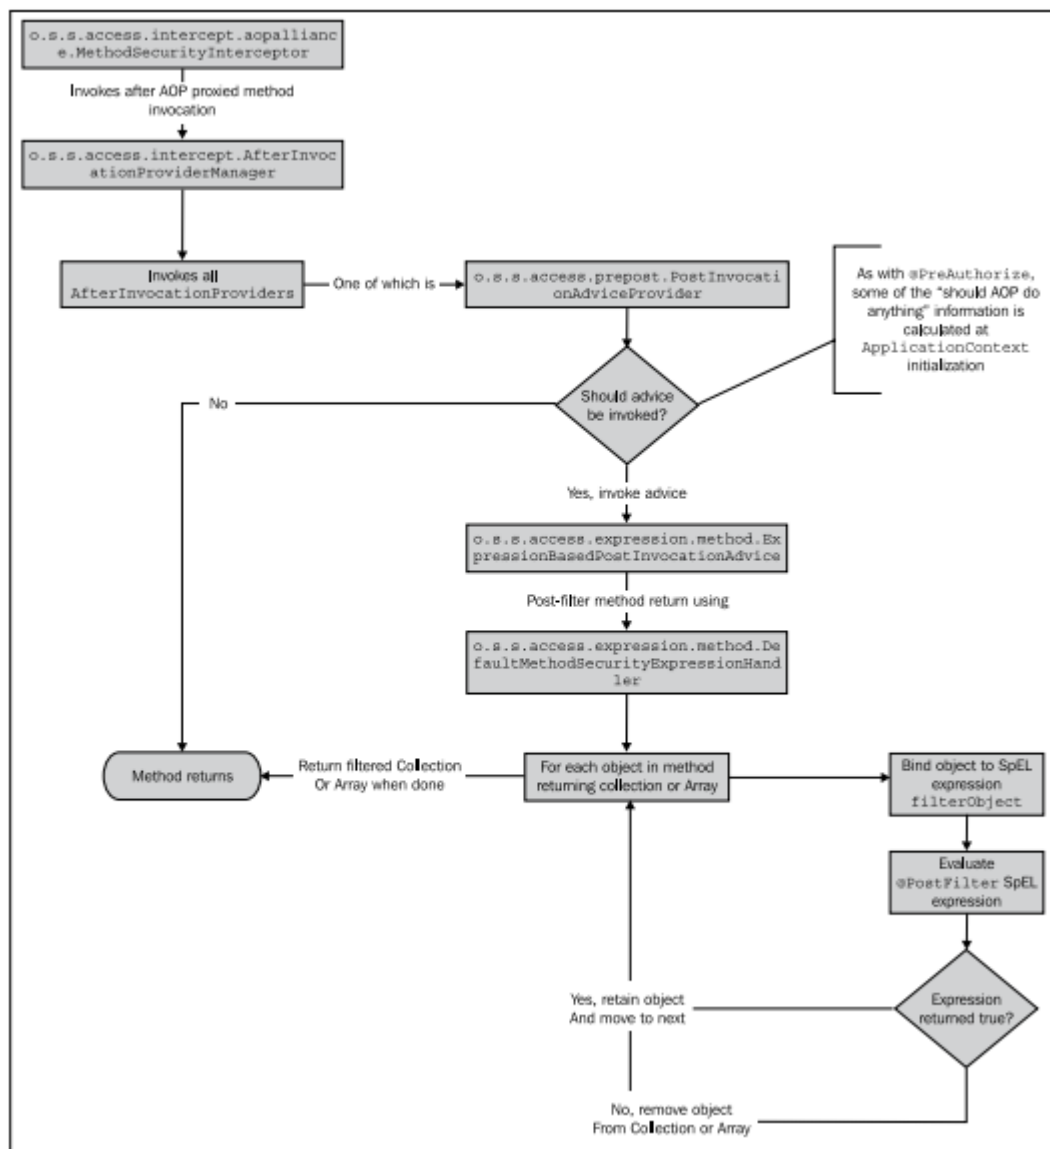 o.s.s.access.intercept.aopallianc
e.MethodSecurityInterceptor
Invokes after AOP proxied method
invocation
o.s.s.access.intercept.AfterInvoc
ationProviderManager
Invokes all
AfterInvocationProviders
One of which is
o.s.s.access.prepost.PostInvocati
onAdviceProvider
As with @PreAuthorize,
some of the “should AOP do
anything” information is
calculated at
ApplicationContext
initialization
Should advice
be invoked?
No
Yes, invoke advice
o.s.s.access.expression.method.Ex
pressionBasedPostInvocationAdvice
Post-filter method return using
o.s.s.access.expression.method.De
faultMethodSecurityExpressionHand
ler
Method returns
Return filtered Collection
Or Array when done
For each object in method
returning collection or Array
Bind object to SpEL
expression
filterObject
Evaluate
@PostFilter SpEL
expression
Expression
returned true?
Yes, retain object
And move to next
No, remove object
From Collection or Array